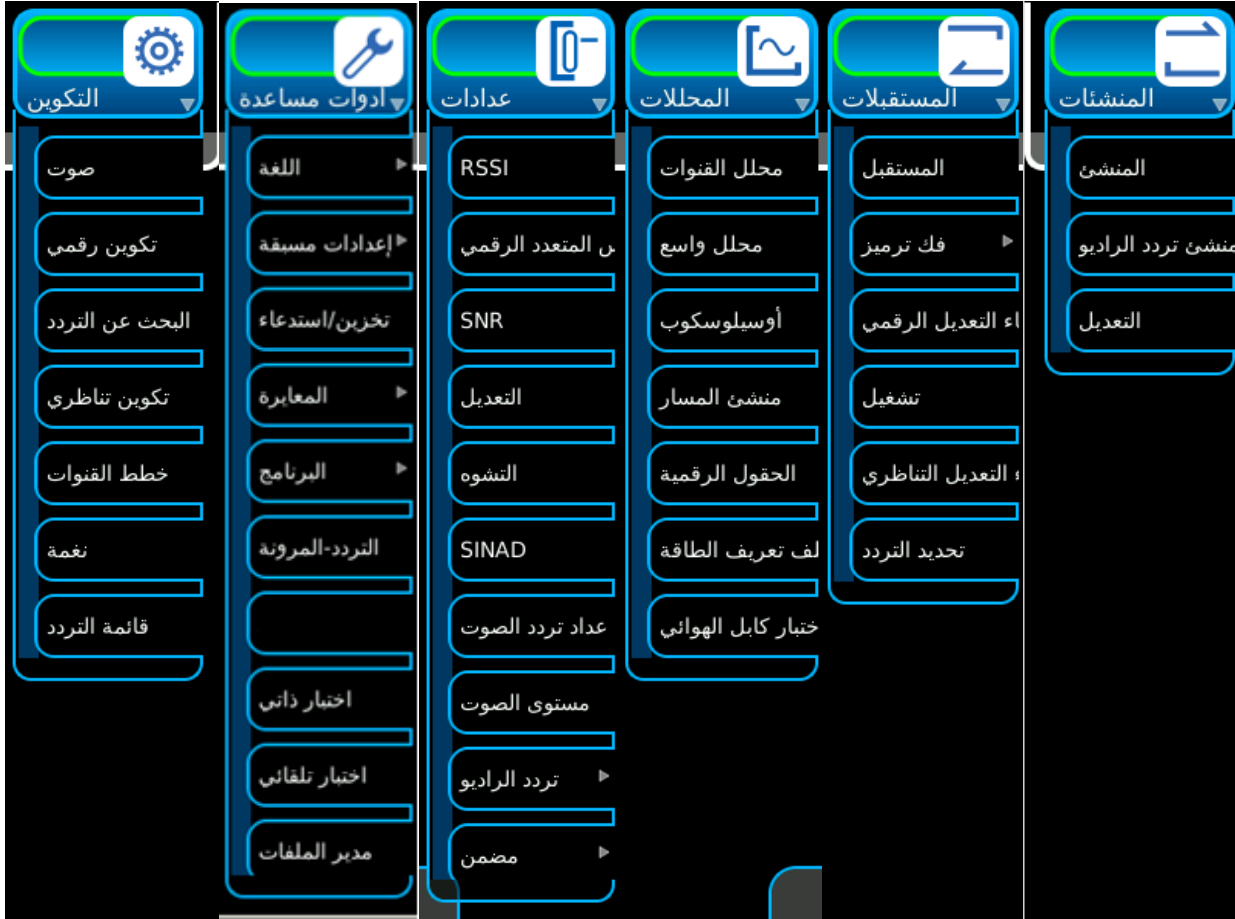 المنشئات
المنشئ
منشئ تردد الراديو
التعديل
المستقبلات
المستقبل
فك ترميز
التعديل الرقمي
تشغيل
التعديل التناظري
تحديد التردد
المحللات
محلل القنوات
محلل واسع
أوسيلوسكوب
منشئ المسار
الحقول الرقمية
تعريف الطاقة
ختبار كابل الهوائي
عدادات
RSSI
المتعدد الرقمي
SNR
التعديل
التشوه
SINAD
عداد تردد الصوت
مستوى الصوت
تردد الراديو
مضمن
أدوات مساعدة
اللغة
إعدادات مسبقة
تخزين/استدعاء
المعايرة
البرنامج
التردد-المرونة
اختبار ذاتي
اختبار تلقائي
مدير الملفات
التكوين
صوت
تكوين رقمي
البحث عن التردد
تكوين تناظري
خطط القنوات
نغمة
قائمة التردد